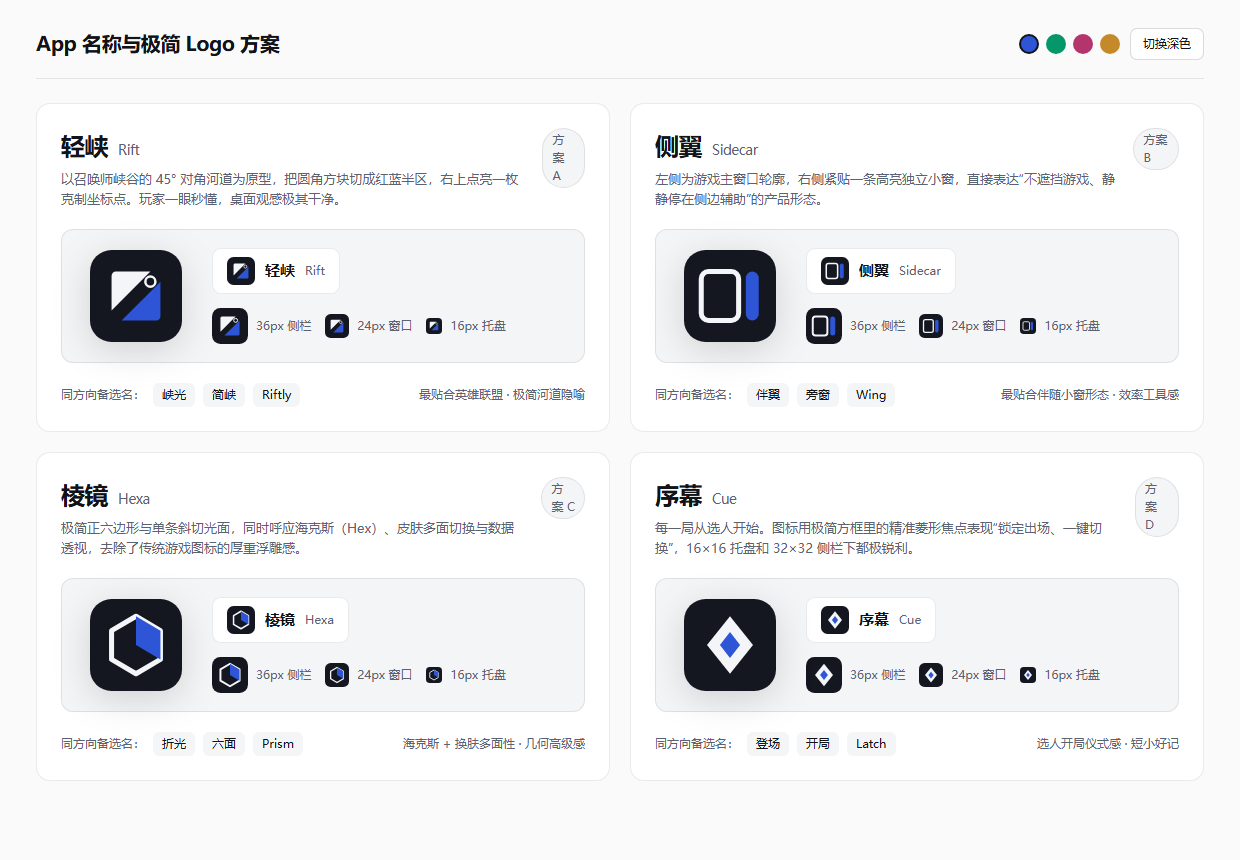 App 名称与极简 Logo 方案
切换深色
轻峡 Rift
方
案
A
以召唤师峡谷的 45° 对角河道为原型，把圆角方块切成红蓝半区，右上点亮一枚
克制坐标点。玩家一眼秒懂，桌面观感极其干净。
轻峡 Rift
36px 侧栏 24px 窗口 16px 托盘
同方向备选名： 峡光 简峡 Riftly 最贴合英雄联盟 · 极简河道隐喻
侧翼 Sidecar
方案
B
左侧为游戏主窗口轮廓，右侧紧贴一条高亮独立小窗，直接表达“不遮挡游戏、静
静停在侧边辅助”的产品形态。
侧翼 Sidecar
36px 侧栏 24px 窗口 16px 托盘
同方向备选名： 伴翼 旁窗 Wing 最贴合伴随小窗形态 · 效率工具感
棱镜 Hexa
方
案 C
极简正六边形与单条斜切光面，同时呼应海克斯（Hex）、皮肤多面切换与数据
透视，去除了传统游戏图标的厚重浮雕感。
棱镜 Hexa
36px 侧栏 24px 窗口 16px 托盘
同方向备选名： 折光 六面 Prism 海克斯 + 换肤多面性 · 几何高级感
序幕 Cue
方
案
D
每一局从选人开始。图标用极简方框里的精准菱形焦点表现“锁定出场、一键切
换”，16×16 托盘和 32×32 侧栏下都极锐利。
序幕 Cue
36px 侧栏 24px 窗口 16px 托盘
同方向备选名： 登场 开局 Latch 选人开局仪式感 · 短小好记